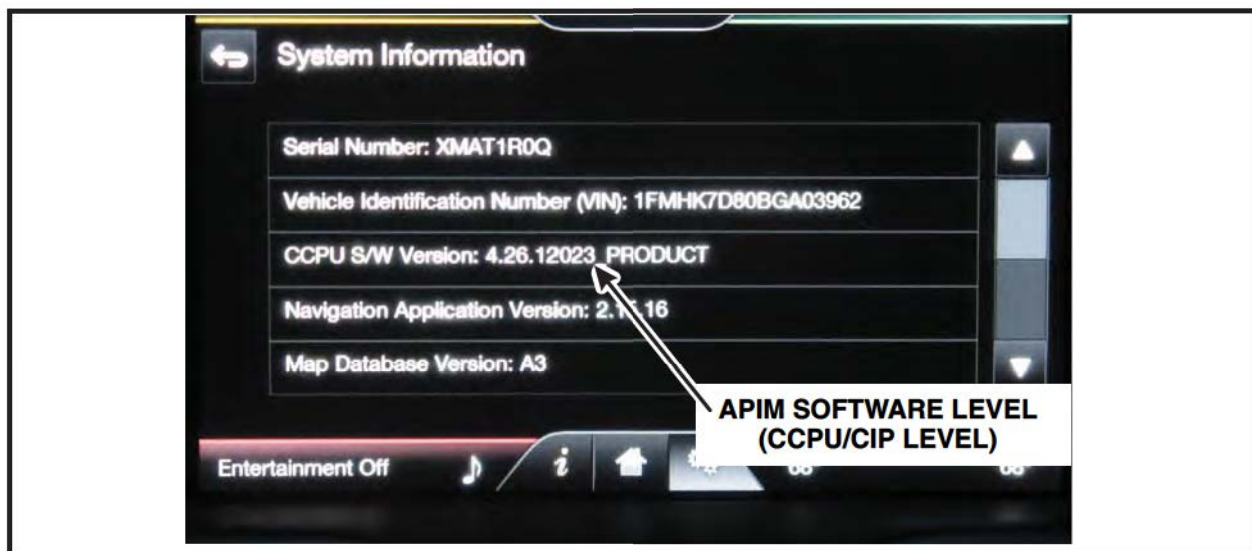 System Information
Serial Number: XMAT1R0Q
Vehicle Identification Number (VIN): 1FMHK7D80BGA03962
CCPU S/W Version: 4.26.12023_PRODUCT
Navigation Application Version:
Map Database Version: A3
APIM SOFTWARE LEVEL
(CCPU/CIP LEVEL)
Entertainment Off
i